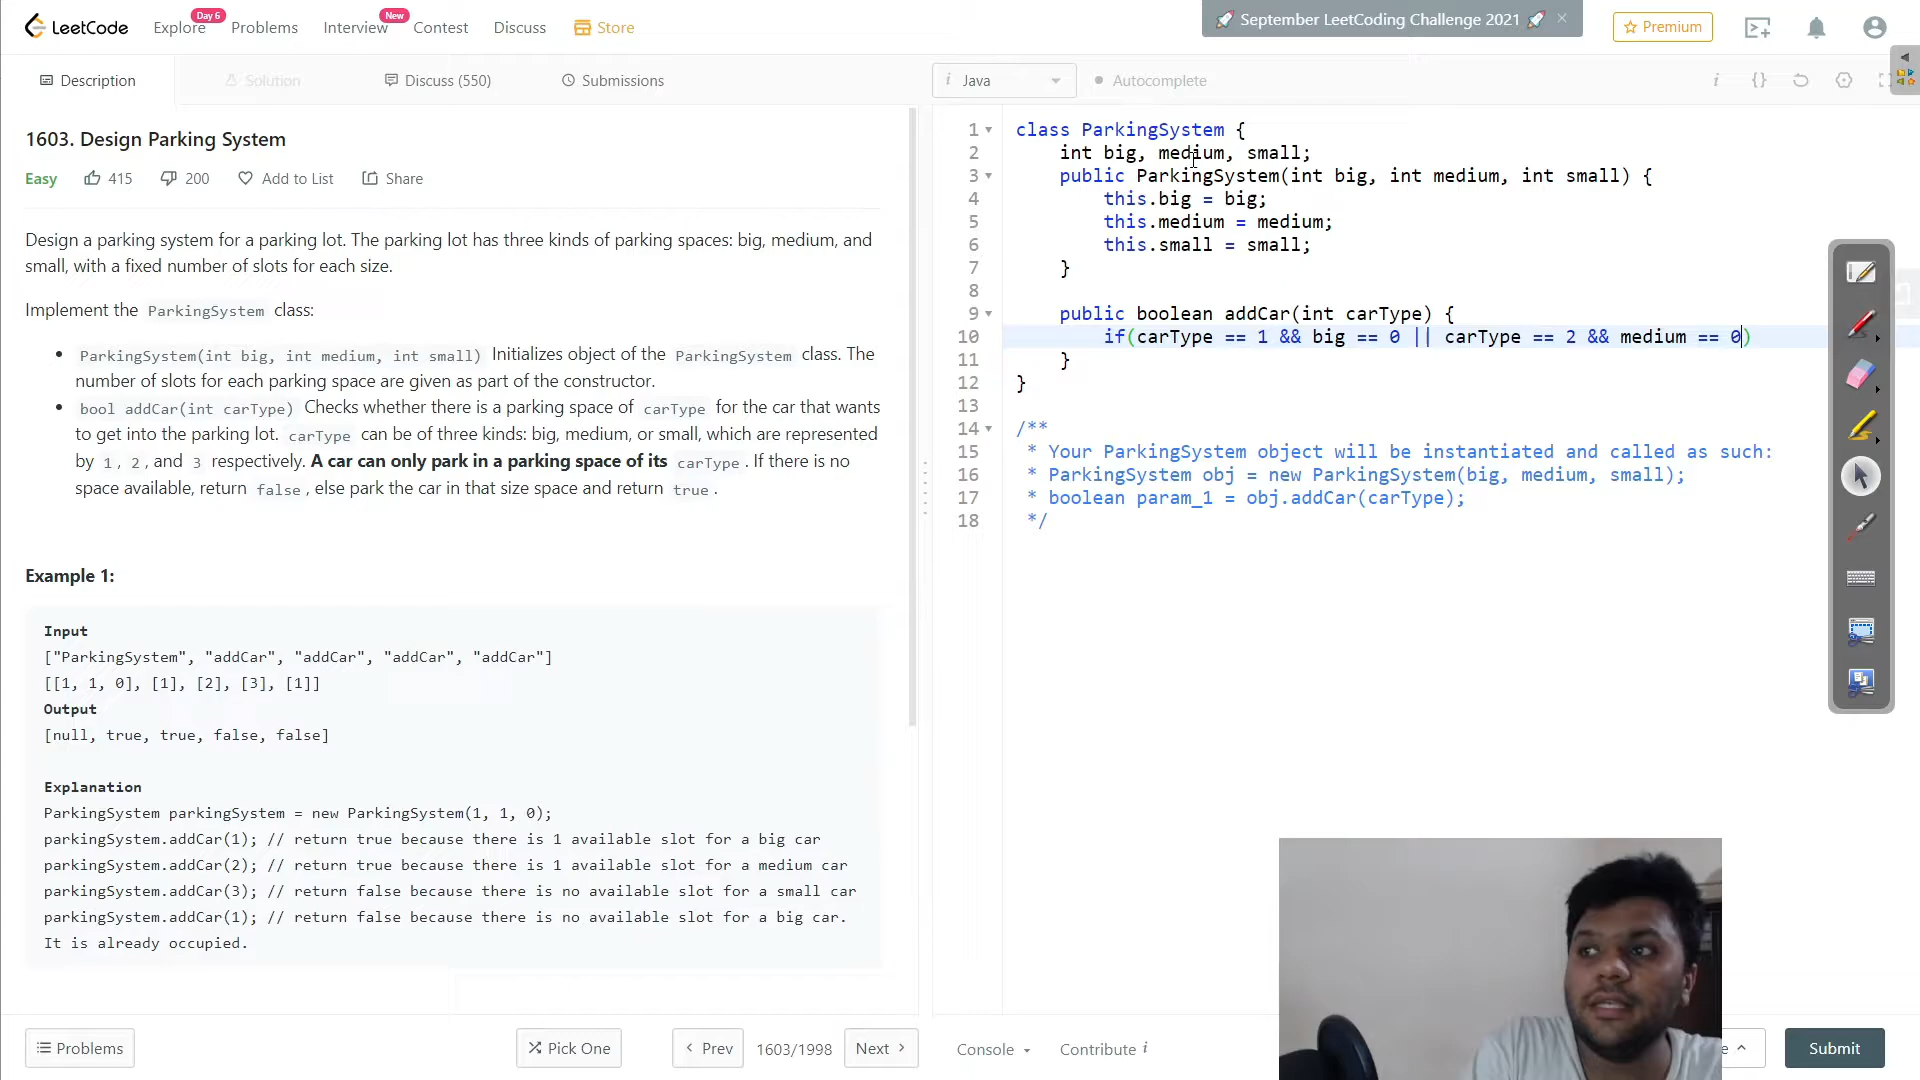 LeetCode
Explore
Day 6
Problems
Interview
New
Contest
Discuss
Store
🚀 September LeetCoding Challenge 2021 🚀 ×
Premium
Description
Solution
Discuss (550)
Submissions
i Java
Autocomplete
1603. Design Parking System
Easy
415
200
Add to List
Share
Design a parking system for a parking lot. The parking lot has three kinds of parking spaces: big, medium, and
small, with a fixed number of slots for each size.
Implement the ParkingSystem class:
• ParkingSystem(int big, int medium, int small) Initializes object of the ParkingSystem class. The
number of slots for each parking space are given as part of the constructor.
• bool addCar(int carType) Checks whether there is a parking space of carType for the car that wants
to get into the parking lot. carType can be of three kinds: big, medium, or small, which are represented
by 1, 2, and 3 respectively. A car can only park in a parking space of its carType. If there is no
space available, return false, else park the car in that size space and return true.
Example 1:
Input
["ParkingSystem", "addCar", "addCar", "addCar", "addCar"]
[[1, 1, 0], [1], [2], [3], [1]]
Output
[null, true, true, false, false]
Explanation
ParkingSystem parkingSystem = new ParkingSystem(1, 1, 0);
parkingSystem.addCar(1); // return true because there is 1 available slot for a big car
parkingSystem.addCar(2); // return true because there is 1 available slot for a medium car
parkingSystem.addCar(3); // return false because there is no available slot for a small car
parkingSystem.addCar(1); // return false because there is no available slot for a big car.
It is already occupied.
1 class ParkingSystem {
2 int big, medium, small;
3 public ParkingSystem(int big, int medium, int small) {
4 this.big = big;
5 this.medium = medium;
6 this.small = small;
7 }
8
9 public boolean addCar(int carType) {
10 if(carType == 1 && big == 0 || carType == 2 && medium == 0)
11 }
12 }
13
14 /**
15 * Your ParkingSystem object will be instantiated and called as such:
16 * ParkingSystem obj = new ParkingSystem(big, medium, small);
17 * boolean param_1 = obj.addCar(carType);
18 */
Problems
Pick One
Prev
1603/1998
Next
Console
Contribute i
Submit